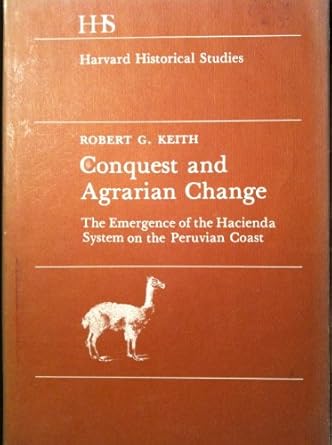 HHS
Harvard Historical Studies
ROBERT G. KEITH
Conquest and
Agrarian Change
The Emergence of the Hacienda
System on the Peruvian Coast